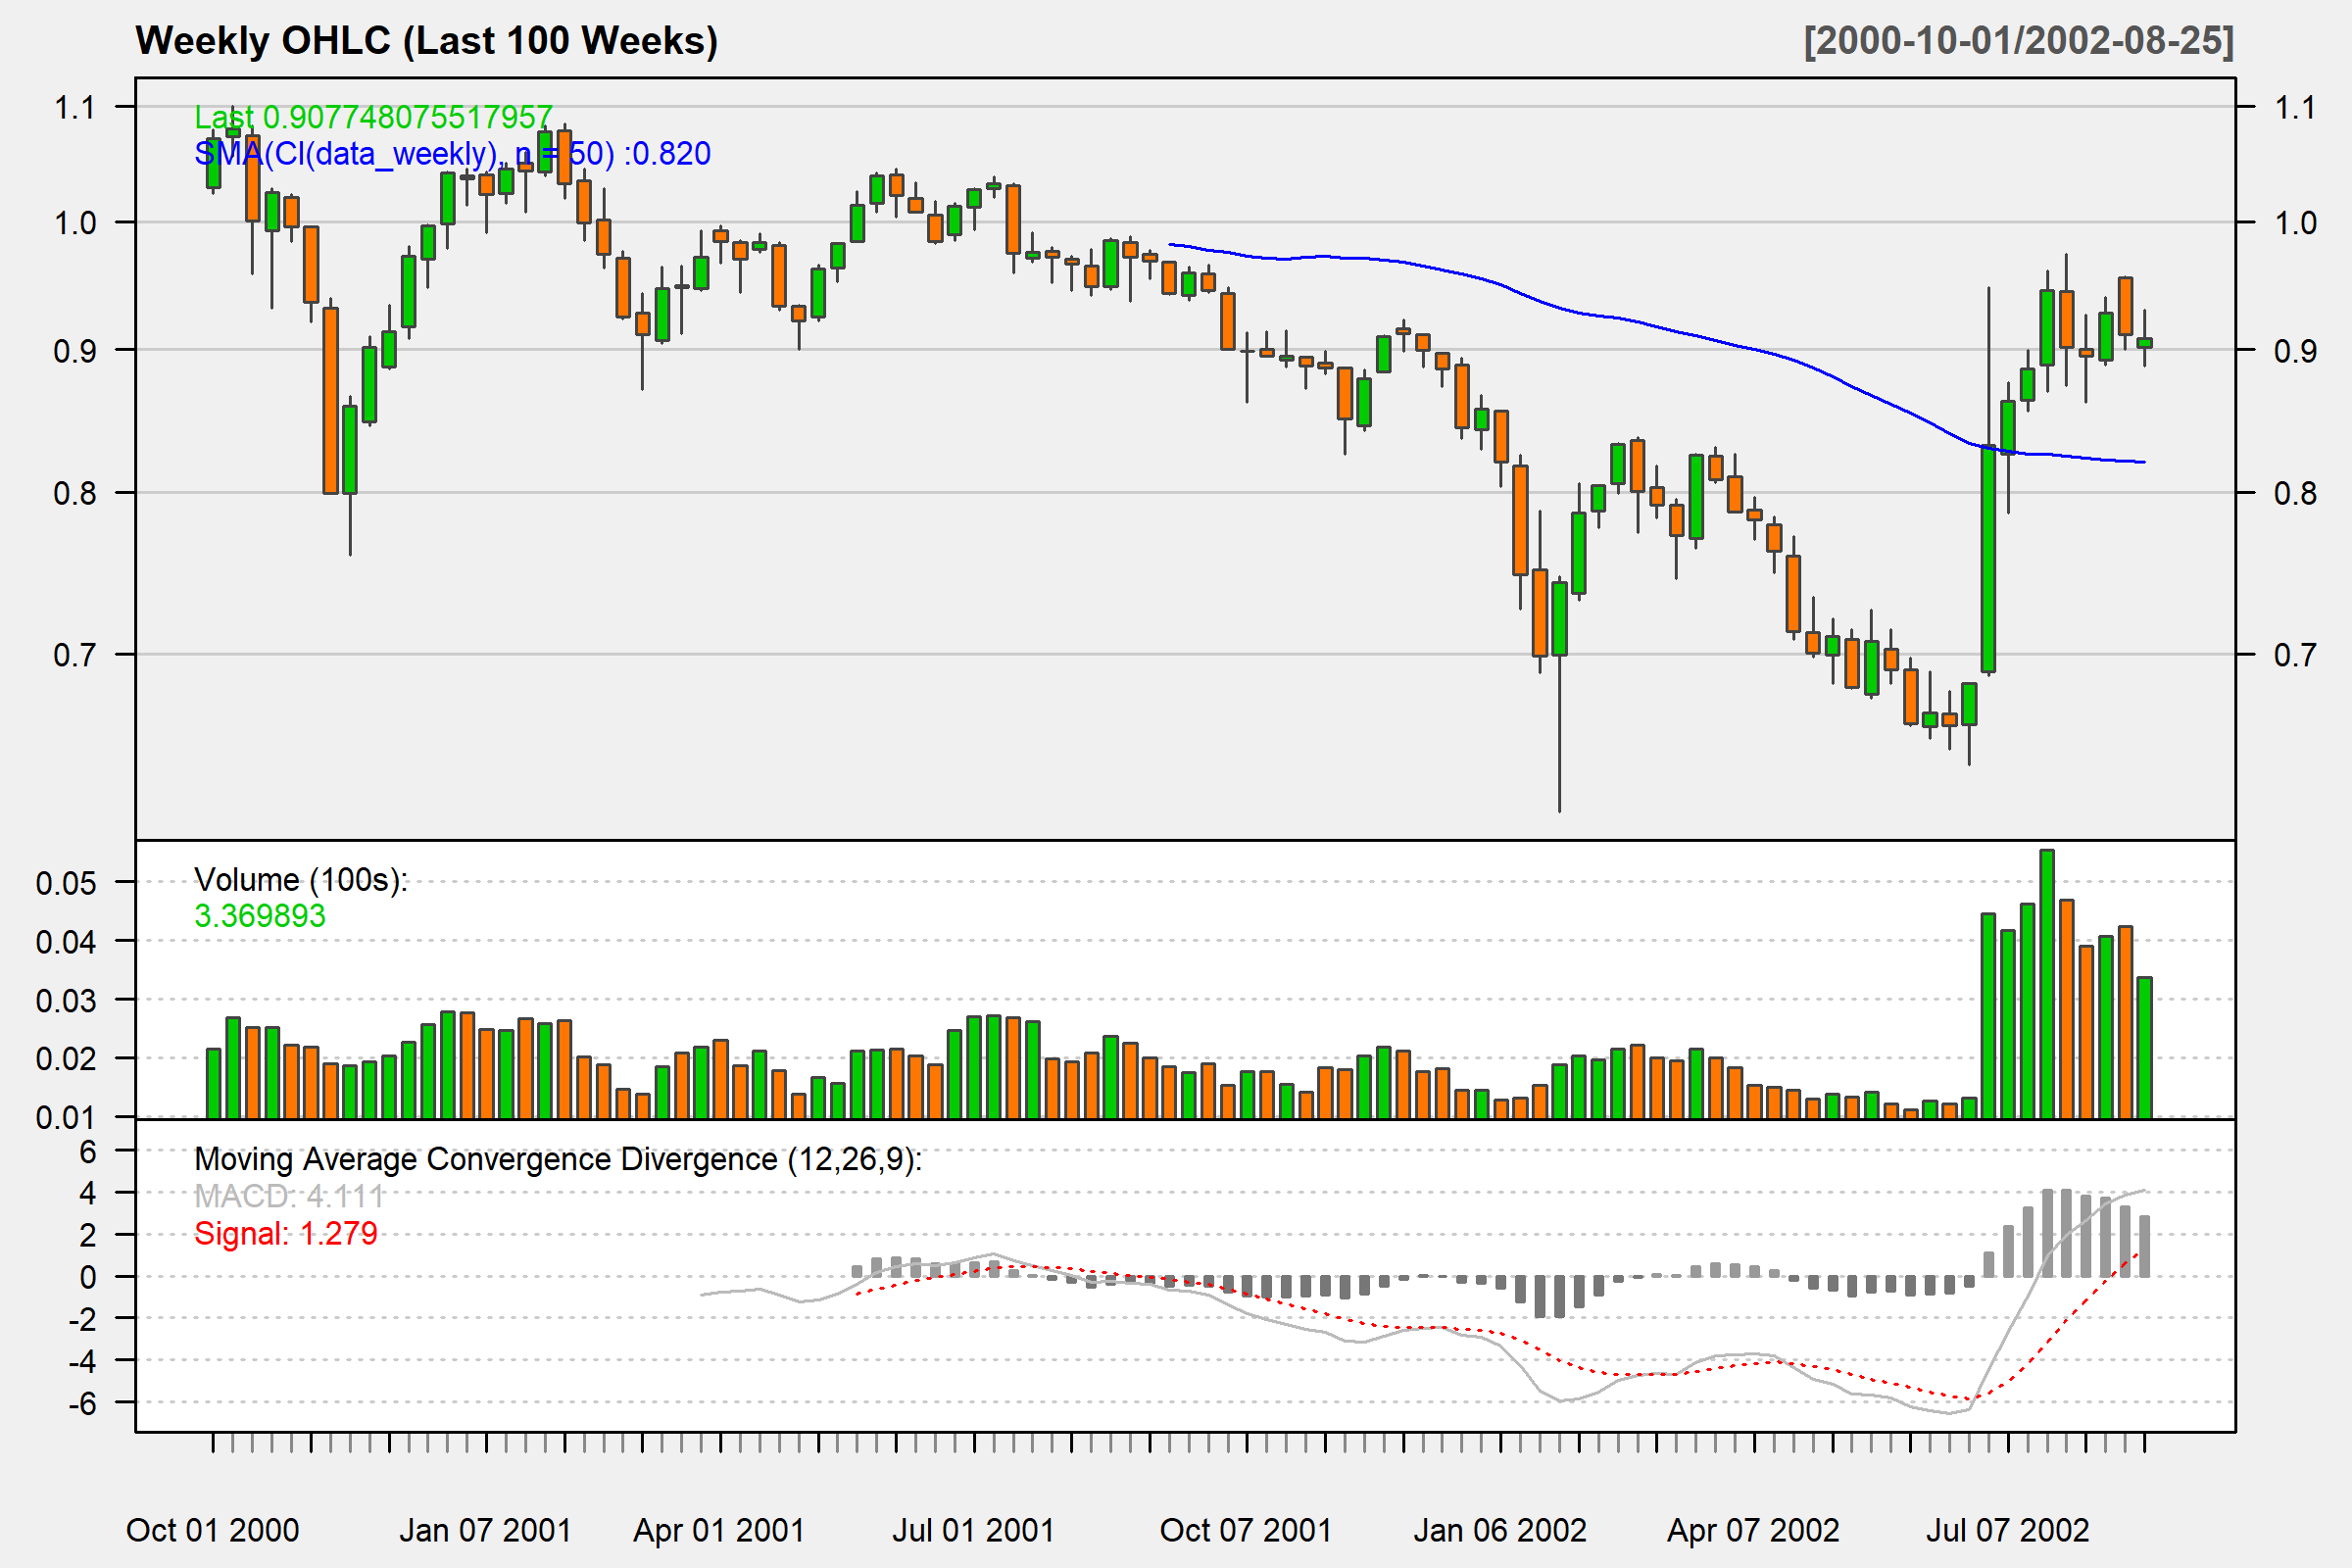 Weekly OHLC (Last 100 Weeks) [2000-10-01/2002-08-25]
Last 0.907748075517957
SMA(Cl(data_weekly), n = 50) :0.820
1.1 1.1
1.0 1.0
0.9 0.9
0.8 0.8
0.7 0.7
Volume (100s):
3.369893
0.05
0.04
0.03
0.02
0.01
Moving Average Convergence Divergence (12,26,9):
MACD: 4.111
Signal: 1.279
6
4
2
0
-2
-4
-6
Oct 01 2000 Jan 07 2001 Apr 01 2001 Jul 01 2001 Oct 07 2001 Jan 06 2002 Apr 07 2002 Jul 07 2002